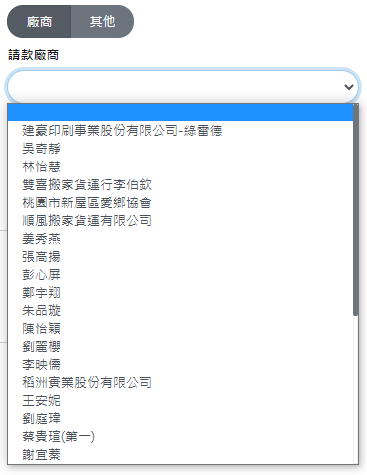 廠商
其他
請款廠商
建豪印刷事業股份有限公司-綠雷德
吳奇靜
林怡慧
雙喜搬家貨運行李伯欽
桃園市新屋區愛鄉協會
順風搬家貨運有限公司
姜秀燕
張高揚
彭心屏
鄭宇翔
朱品璇
陳怡穎
劉麗櫻
李映儒
稻洲實業股份有限公司
王安妮
劉庭瑋
蔡貴瑄(第一)
謝宜蓁